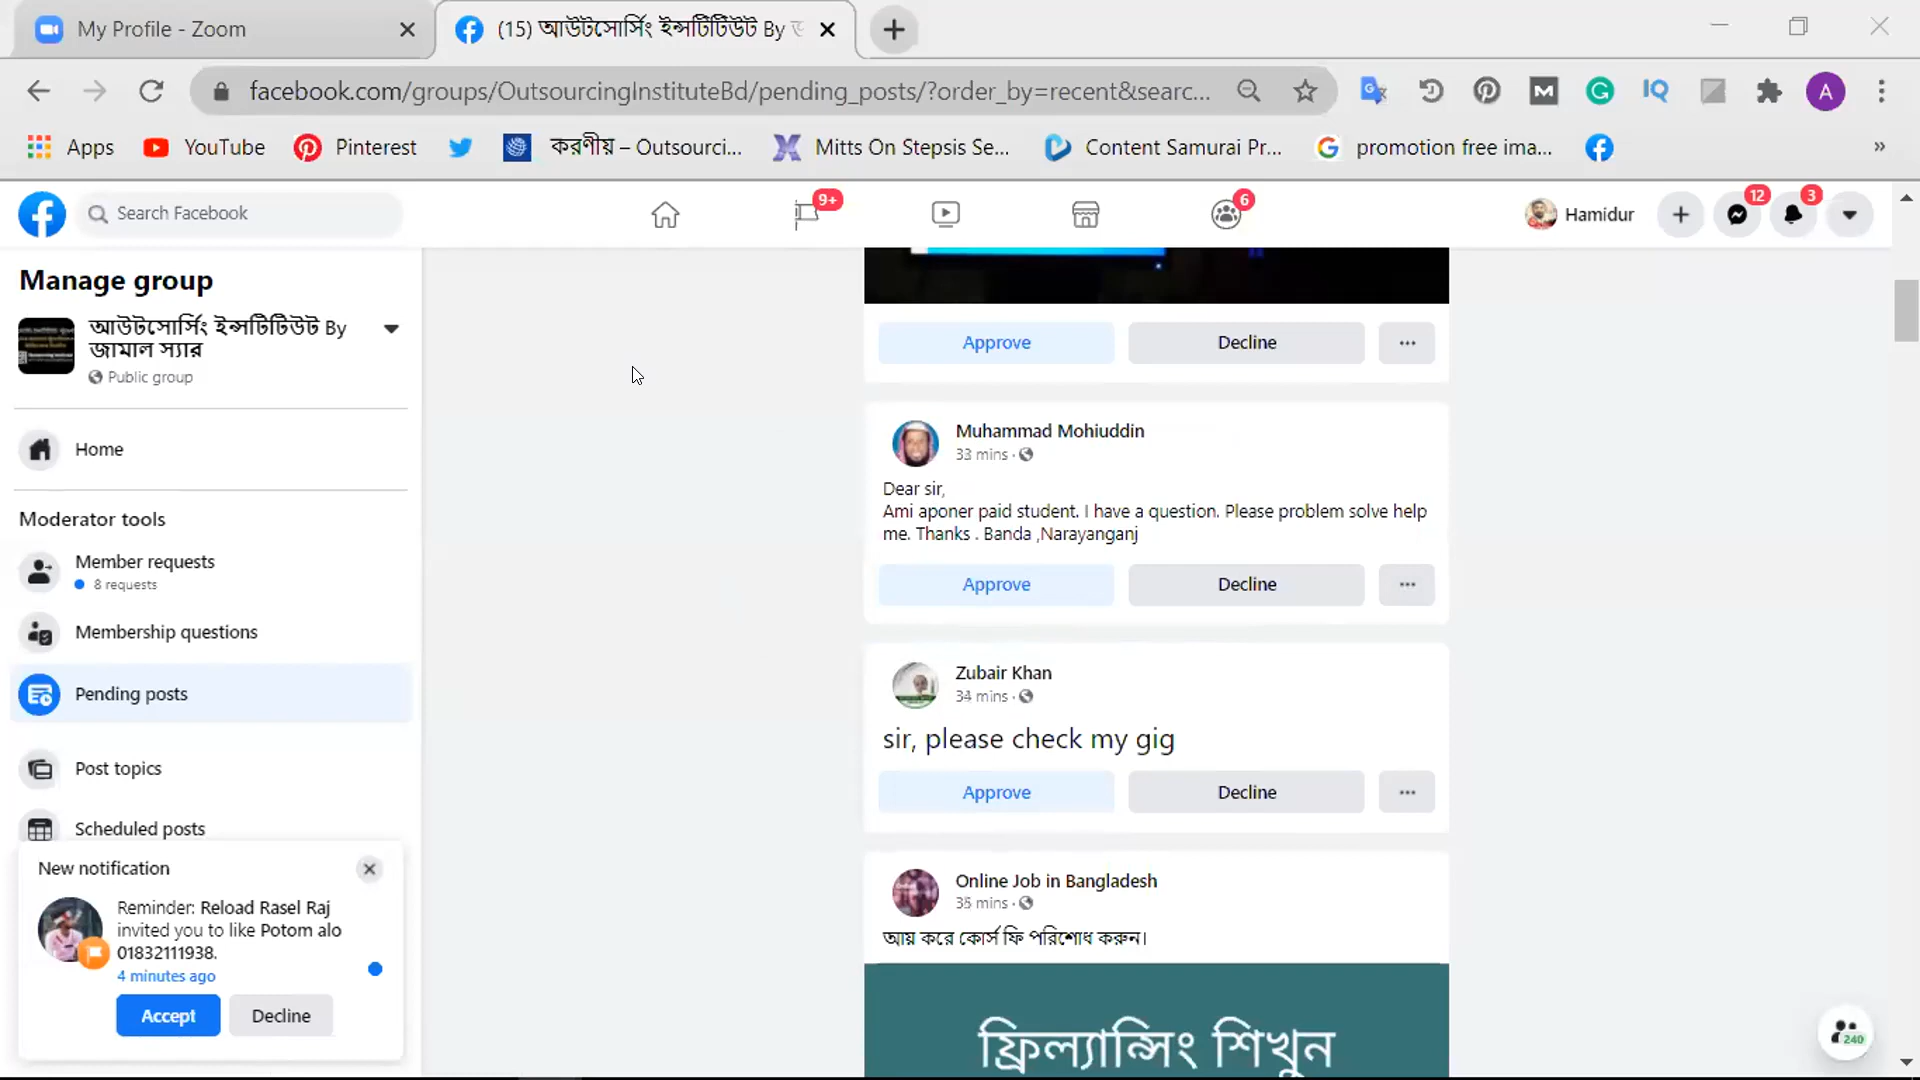 My Profile - Zoom
(15) আউটসোর্সিং ইন্সটিটিউট By
facebook.com/groups/OutsourcingInstituteBd/pending_posts/?order_by=recent&searc...
A
Apps
YouTube
Pinterest
করণীয় – Outsourci...
Mitts On Stepsis Se...
Content Samurai Pr...
promotion free ima...
»
Search Facebook
9+
6
Hamidur
12
3
Manage group
আউটসোর্সিং ইন্সটিটিউট By
জামাল স্যার
Public group
Home
Moderator tools
Member requests
8 requests
Membership questions
Pending posts
Post topics
Scheduled posts
New notification
Reminder: Reload Rasel Raj
invited you to like Potom alo
01832111938.
4 minutes ago
Accept
Decline
Approve
Decline
Muhammad Mohiuddin
33 mins ·
Dear sir,
Ami aponer paid student. I have a question. Please problem solve help
me. Thanks . Banda ,Narayanganj
Approve
Decline
Zubair Khan
34 mins ·
sir, please check my gig
Approve
Decline
Online Job in Bangladesh
35 mins ·
আয় করে কোর্স ফি পরিশোধ করুন।
ফ্রিল্যান্সিং শিখুন
240